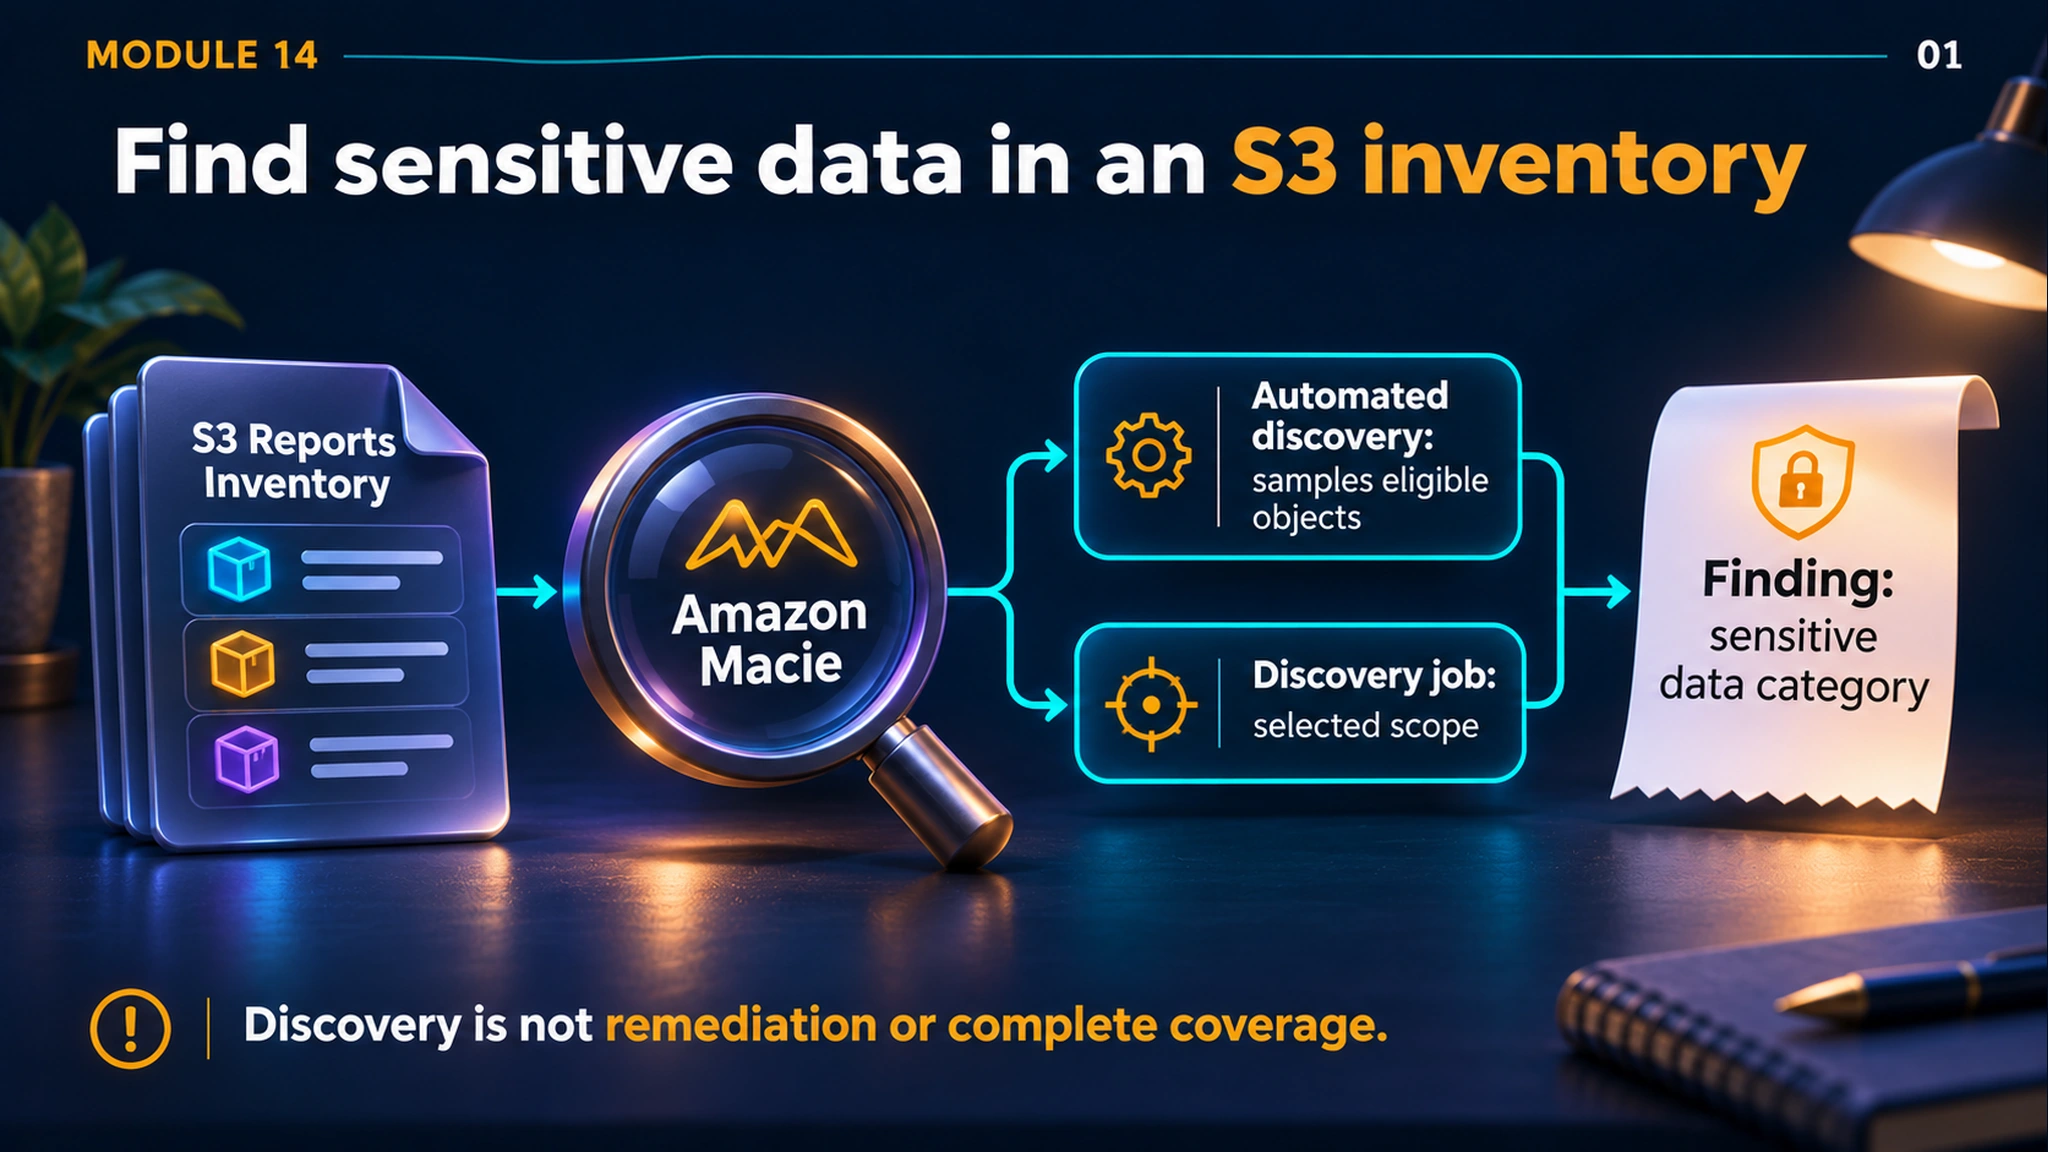 MODULE 14
01
Find sensitive data in an S3 inventory
S3 Reports
Inventory
Amazon
Macie
Automated
discovery:
samples eligible
objects
Discovery job:
selected scope
Finding:
sensitive
data category
Discovery is not remediation or complete coverage.